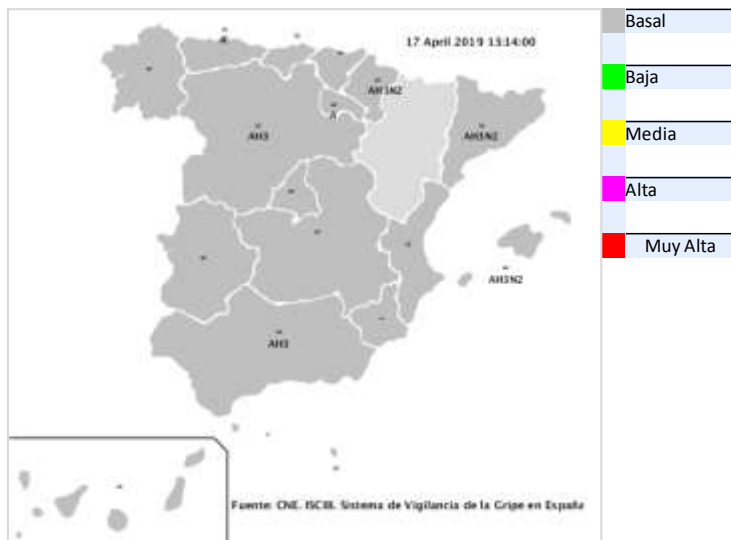 17 April 2019 13:14:00
Basal
Baja
Media
Alta
Muy Alta
AH3N2
A
AH3
AH3N2
AH3N2
AH3
Fuente: CNE. ISCIII. Sistema de Vigilancia de la Gripe en España